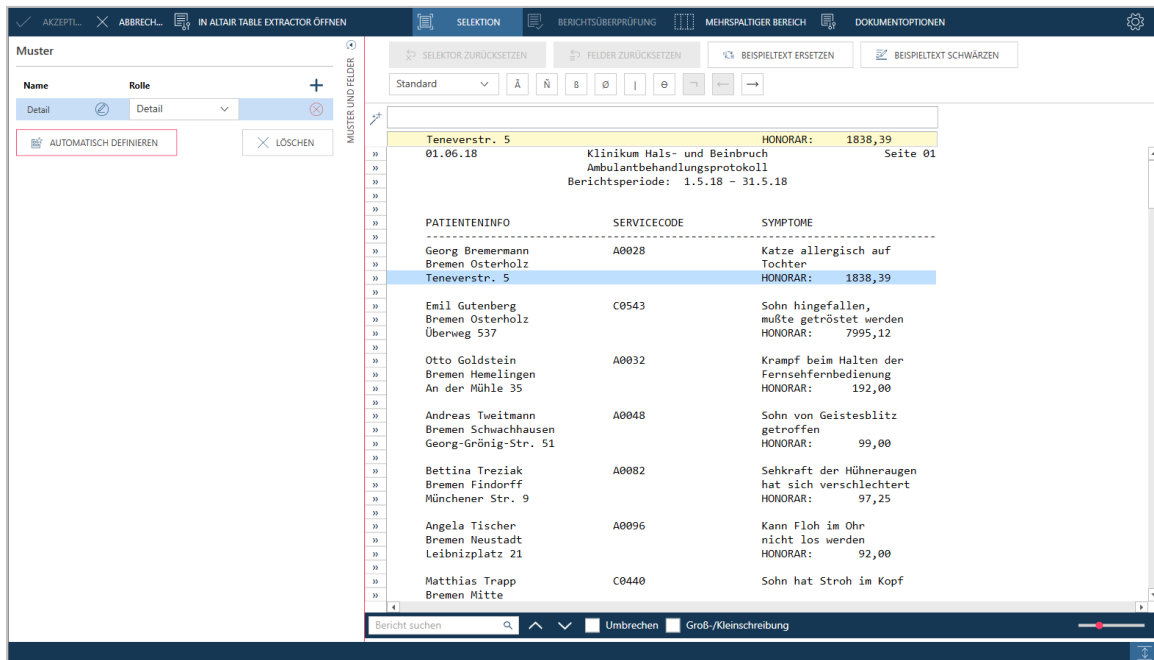 AKZEPTI... ABBRECH... IN ALTAIR TABLE EXTRACTOR ÖFFNEN SELEKTION BERICHTSÜBERPRÜFUNG MEHRSPALTIGER BEREICH DOKUMENTOPTIONEN
Muster
Name Rolle
Detail Detail
AUTOMATISCH DEFINIEREN LÖSCHEN
MUSTER UND FELDER
SELEKTOR ZURÜCKSETZEN FELDER ZURÜCKSETZEN BEISPIELTEXT ERSETZEN BEISPIELTEXT SCHWÄRZEN
Standard Ä Ñ ß Ø | ɵ ¬ ← →
Teneverstr. 5 HONORAR: 1838,39
01.06.18 Klinikum Hals- und Beinbruch Seite 01
Ambulantbehandlungsprotokoll
Berichtsperiode: 1.5.18 – 31.5.18
PATIENTENINFO SERVICECODE SYMPTOME
Georg Bremermann A0028 Katze allergisch auf
Bremen Osterholz Tochter
Teneverstr. 5 HONORAR: 1838,39
Emil Gutenberg C0543 Sohn hingefallen,
Bremen Osterholz mußte getröstet werden
Überweg 537 HONORAR: 7995,12
Otto Goldstein A0032 Krampf beim Halten der
Bremen Hemelingen Fernsehfernbedienung
An der Mühle 35 HONORAR: 192,00
Andreas Tweitmann A0048 Sohn von Geistesblitz
Bremen Schwachhausen getroffen
Georg-Grönig-Str. 51 HONORAR: 99,00
Bettina Treziak A0082 Sehkraft der Hühneraugen
Bremen Findorff hat sich verschlechtert
Münchener Str. 9 HONORAR: 97,25
Angela Tischer A0096 Kann Floh im Ohr
Bremen Neustadt nicht los werden
Leibnizplatz 21 HONORAR: 92,00
Matthias Trapp C0440 Sohn hat Stroh im Kopf
Bremen Mitte
Bericht suchen Umbrechen Groß-/Kleinschreibung